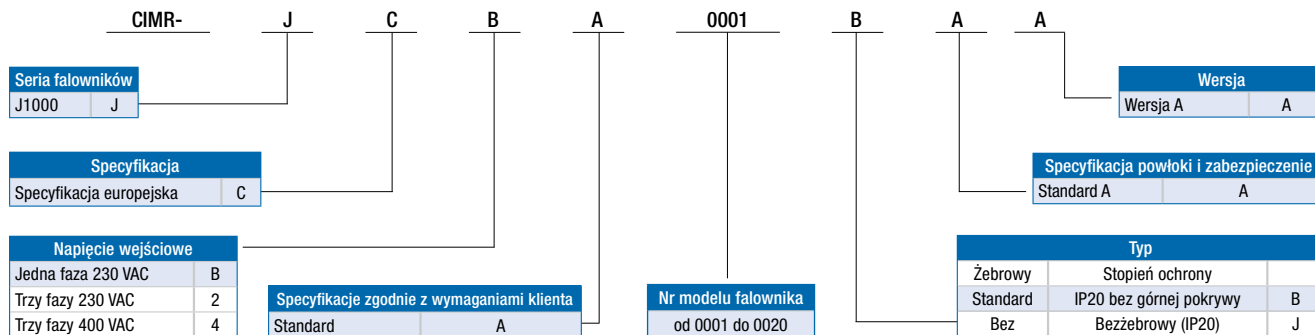 CIMR- J C B A 0001 B A A
Seria falowników
J1000 J
Wersja
Wersja A A
Specyfikacja
Specyfikacja europejska C
Specyfikacja powłoki i zabezpieczenie
Standard A A
Napięcie wejściowe
Jedna faza 230 VAC B
Trzy fazy 230 VAC 2
Trzy fazy 400 VAC 4
Specyfikacje zgodnie z wymaganiami klienta
Standard A
Nr modelu falownika
od 0001 do 0020
Typ
Żebrowy Stopień ochrony
Standard IP20 bez górnej pokrywy B
Bez Bezżebrowy (IP20) J